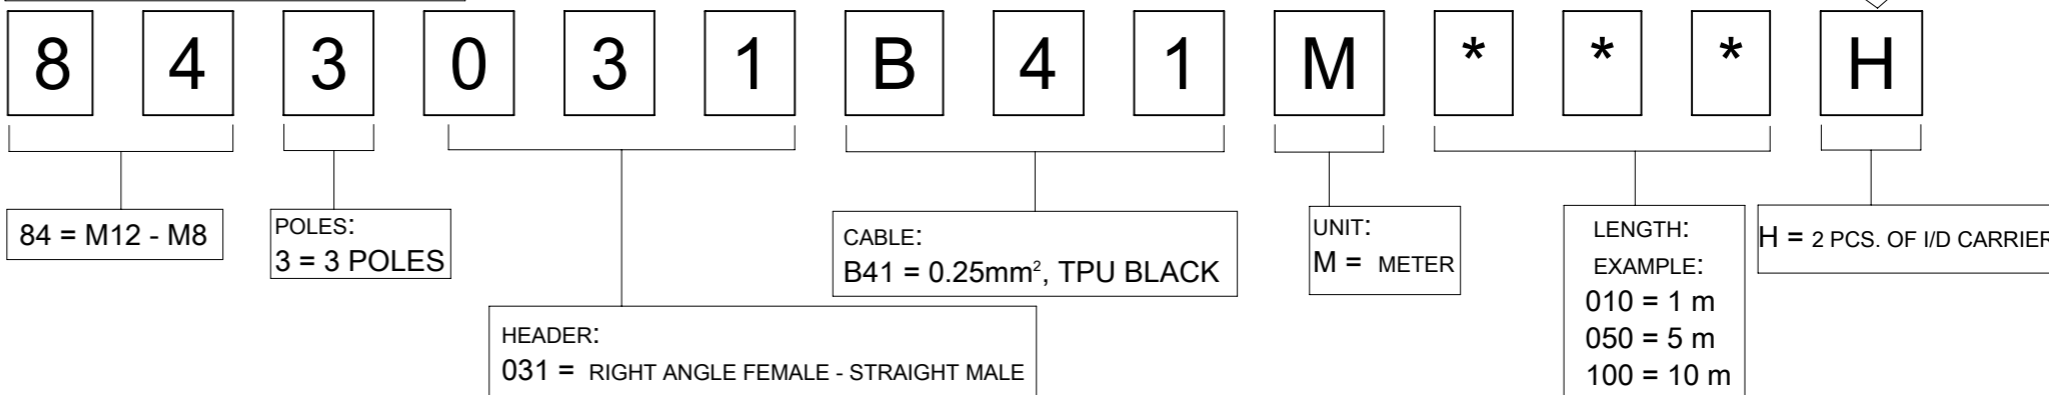 8 4 3 0 3 1 B 4 1 M * * * H
84 = M12 - M8
POLES:
3 = 3 POLES
HEADER:
031 = RIGHT ANGLE FEMALE - STRAIGHT MALE
CABLE:
B41 = 0.25mm², TPU BLACK
UNIT:
M = METER
LENGTH:
EXAMPLE:
010 = 1 m
050 = 5 m
100 = 10 m
H = 2 PCS. OF I/D CARRIER